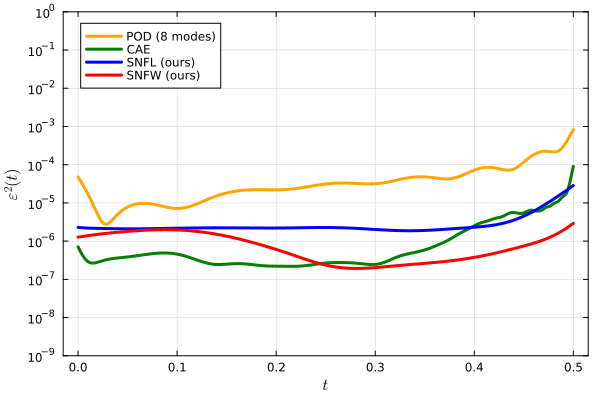 10⁰
10⁻¹
10⁻²
10⁻³
10⁻⁴
10⁻⁵
10⁻⁶
10⁻⁷
10⁻⁸
10⁻⁹
ε²(t)
POD (8 modes)
CAE
SNFL (ours)
SNFW (ours)
0.0 0.1 0.2 0.3 0.4 0.5
t